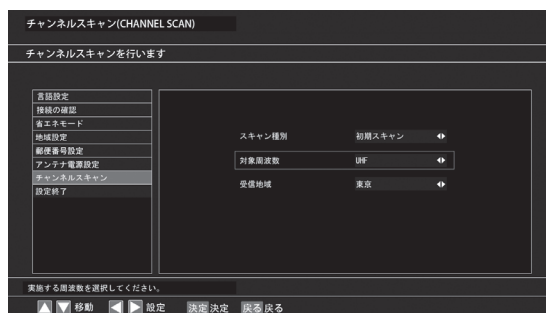 チャンネルスキャン(CHANNEL SCAN)
チャンネルスキャンを行います
言語設定
接続の確認
省エネモード
地域設定
郵便番号設定
アンテナ電源設定
チャンネルスキャン
設定終了
スキャン種別 初期スキャン
対象周波数 UHF
受信地域 東京
実施する周波数を選択してください。
移動 設定 決定 決定 戻る 戻る